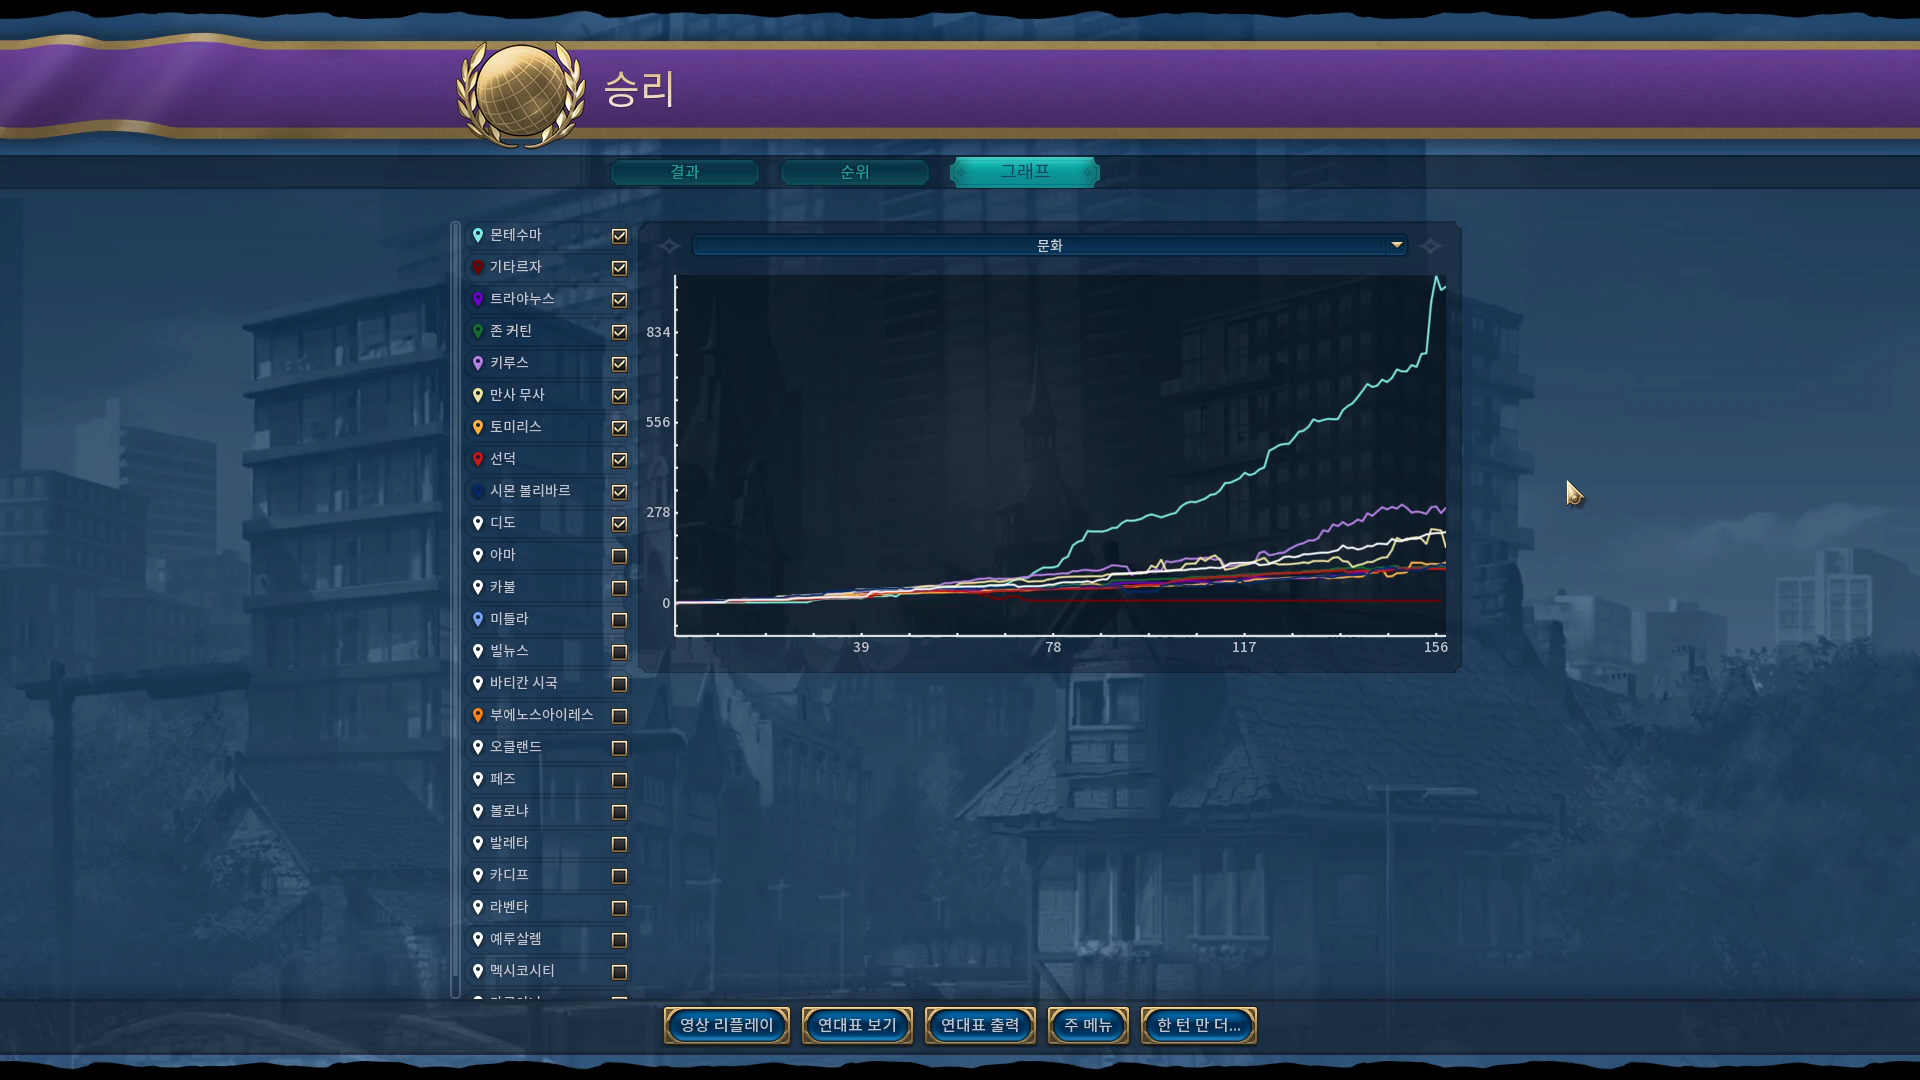 승리
결과
순위
그래프
몬테수마
기타르자
트라야누스
존 커틴
키루스
만사 무사
토미리스
선덕
시몬 볼리바르
디도
아마
카불
미틀라
빌뉴스
바티칸 시국
부에노스아이레스
오클랜드
페즈
볼로냐
발레타
카디프
라벤타
예루살렘
멕시코시티
문화
834
556
278
0
39 78 117 156
영상 리플레이
연대표 보기
연대표 출력
주 메뉴
한 턴 만 더...